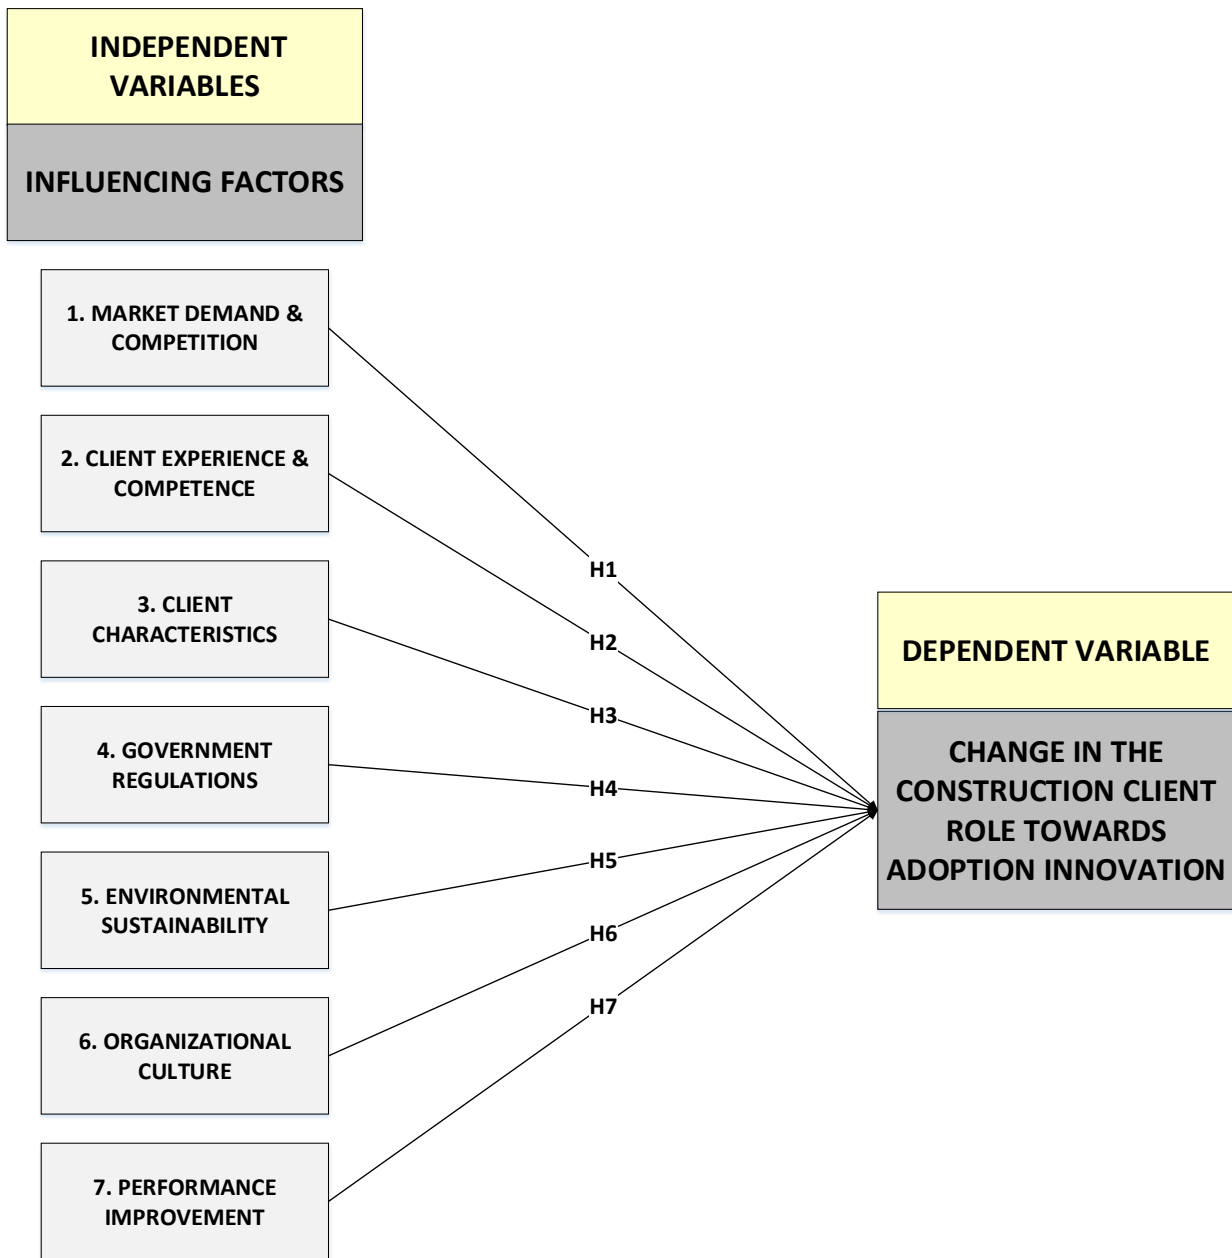 INDEPENDENT
VARIABLES
INFLUENCING FACTORS
1. MARKET DEMAND &
COMPETITION
2. CLIENT EXPERIENCE &
COMPETENCE
3. CLIENT
CHARACTERISTICS
4. GOVERNMENT
REGULATIONS
5. ENVIRONMENTAL
SUSTAINABILITY
6. ORGANIZATIONAL
CULTURE
7. PERFORMANCE
IMPROVEMENT
H1
H2
H3
H4
H5
H6
H7
DEPENDENT VARIABLE
CHANGE IN THE
CONSTRUCTION CLIENT
ROLE TOWARDS
ADOPTION INNOVATION